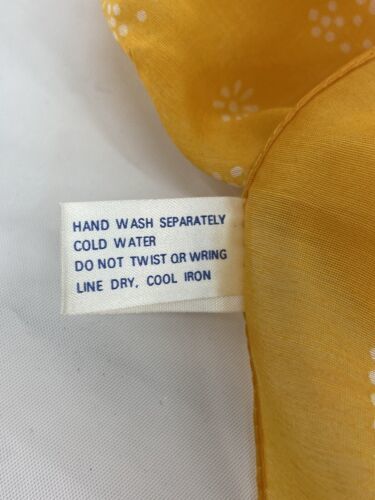 HAND WASH SEPARATELY
COLD WATER
DO NOT TWIST OR WRING
LINE DRY, COOL IRON